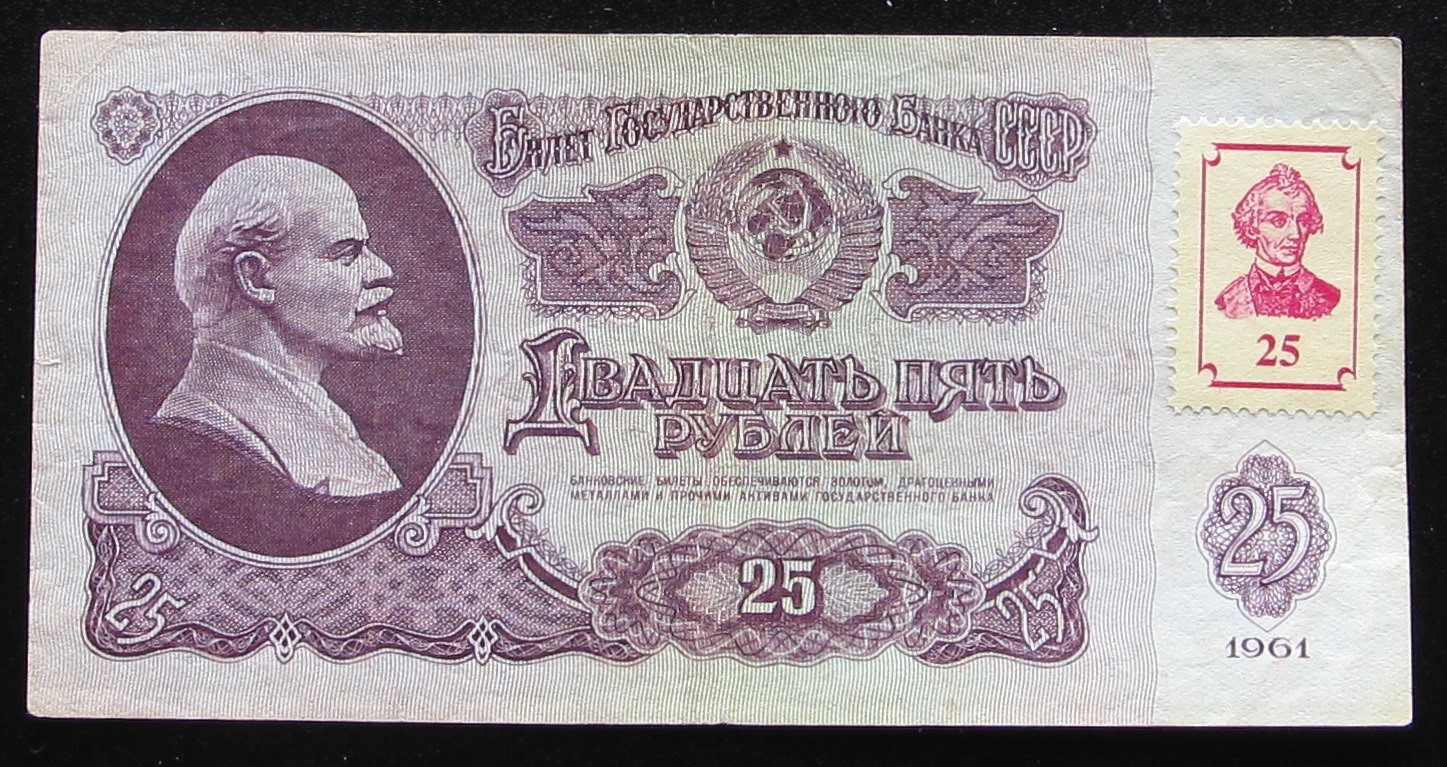 Билет Государственного Банка СССР
25
Двадцать пять
рублей
БАНКОВСКИЕ БИЛЕТЫ ОБЕСПЕЧИВАЮТСЯ ЗОЛОТОМ, ДРАГОЦЕННЫМИ
МЕТАЛЛАМИ И ПРОЧИМИ АКТИВАМИ ГОСУДАРСТВЕННОГО БАНКА
25
25
25
25
1961